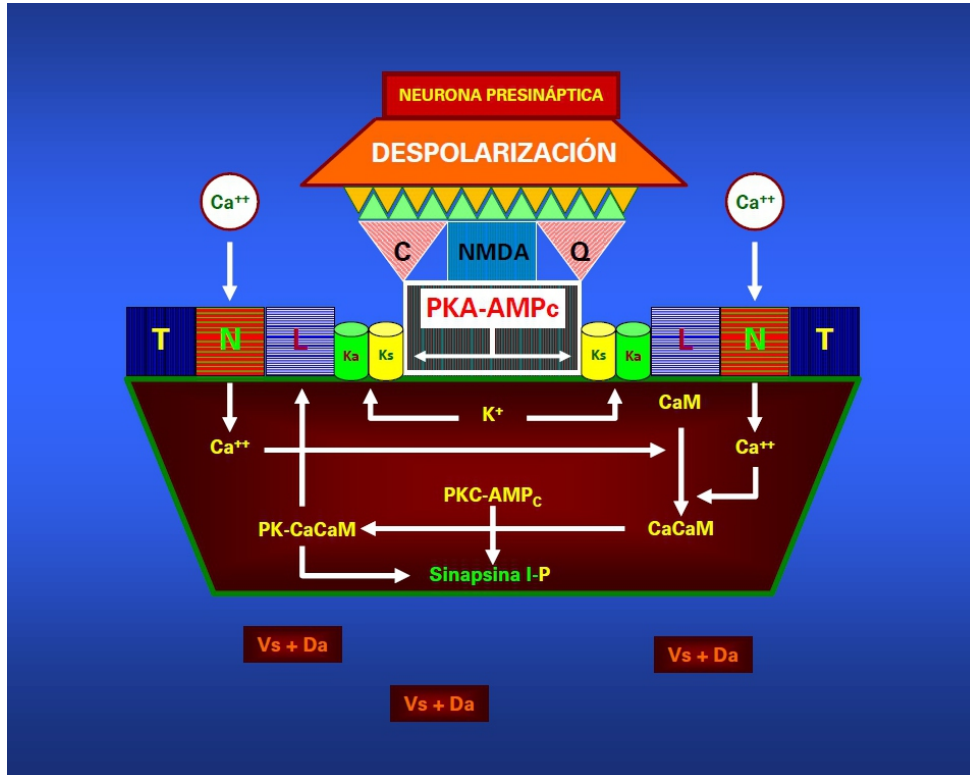 NEURONA PRESINÁPTICA
DESPOLARIZACIÓN
Ca⁺⁺ Ca⁺⁺
C NMDA Q
PKA-AMPc
T N L Ka Ks Ks Ka L N T
K⁺ CaM
Ca⁺⁺ Ca⁺⁺
PKC-AMPC
PK-CaCaM CaCaM
Sinapsina I-P
Vs + Da Vs + Da
Vs + Da